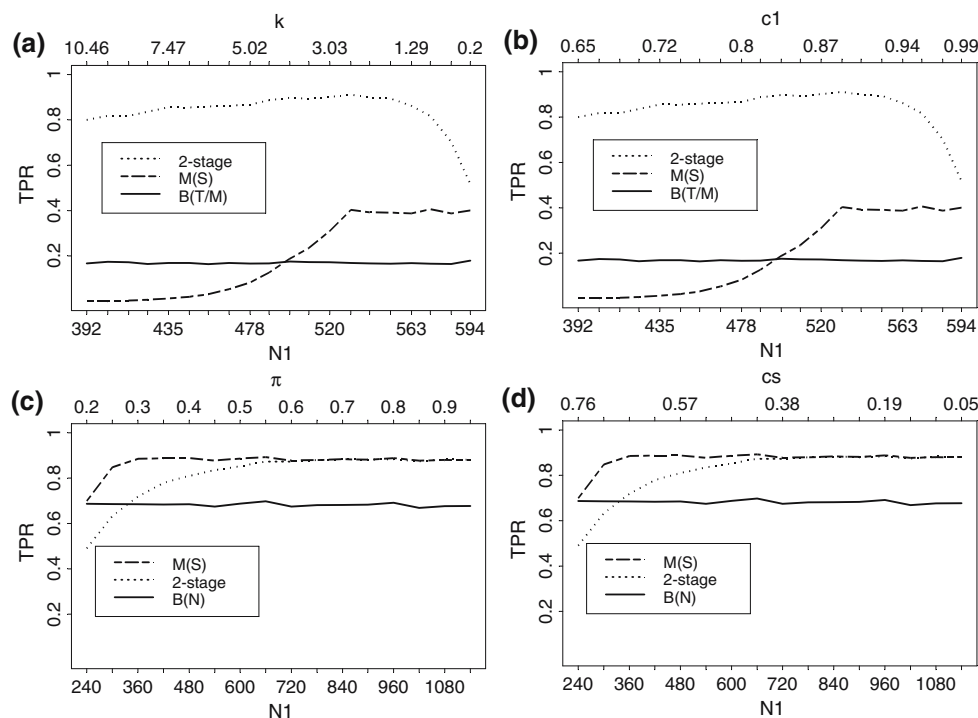 (a)
k
10.46 7.47 5.02 3.03 1.29 0.2
TPR
1
0.8
0.6
0.4
0.2
2-stage
M(S)
B(T/M)
392 435 478 520 563 594
N1
(b)
c1
0.65 0.72 0.8 0.87 0.94 0.99
TPR
1
0.8
0.6
0.4
0.2
2-stage
M(S)
B(T/M)
392 435 478 520 563 594
N1
(c)
π
0.2 0.3 0.4 0.5 0.6 0.7 0.8 0.9
TPR
1
0.8
0.6
0.4
0.2
M(S)
2-stage
B(N)
240 360 480 600 720 840 960 1080
N1
(d)
cs
0.76 0.57 0.38 0.19 0.05
TPR
1
0.8
0.6
0.4
0.2
M(S)
2-stage
B(N)
240 360 480 600 720 840 960 1080
N1